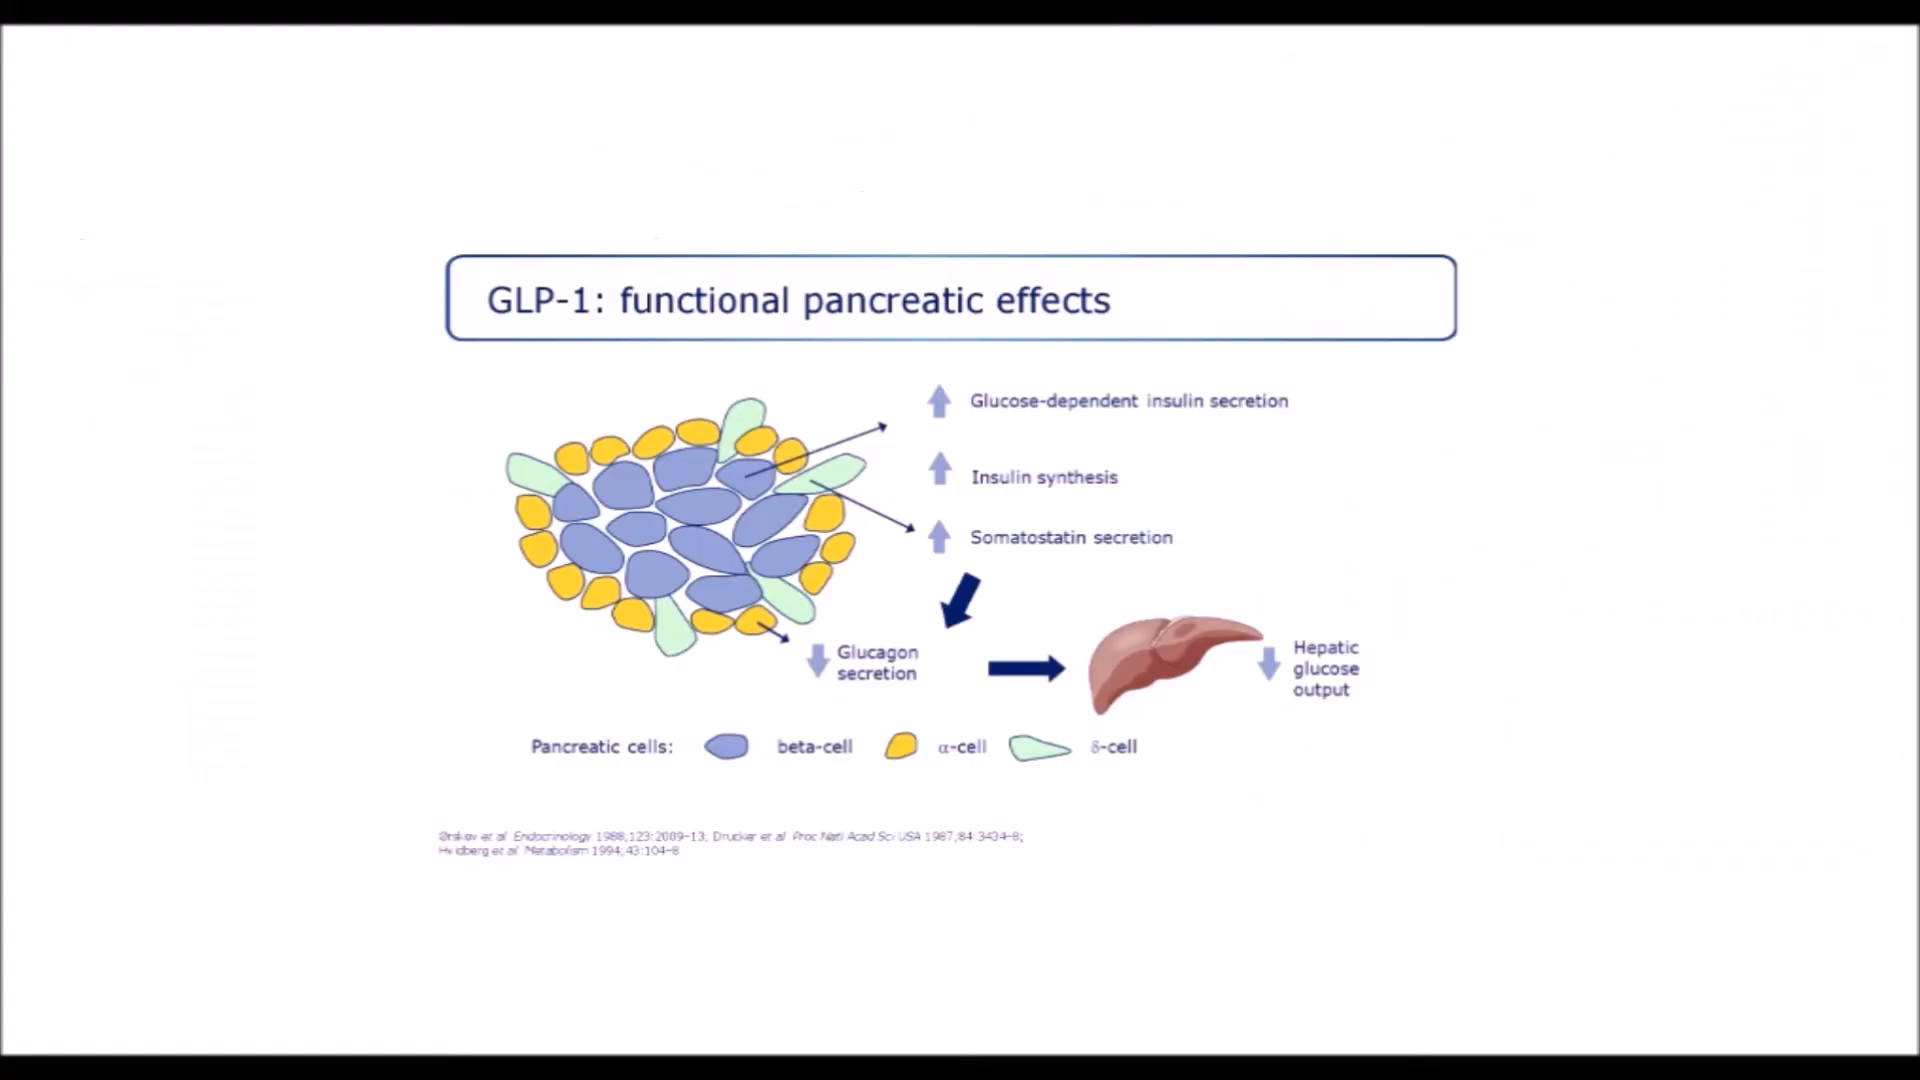 GLP-1: functional pancreatic effects
Glucose-dependent insulin secretion
Insulin synthesis
Somatostatin secretion
Glucagon
secretion
Hepatic
glucose
output
Pancreatic cells: beta-cell α-cell δ-cell
Ørskov et al. Endocrinology 1988;123:2009–13; Drucker et al. Proc Natl Acad Sci USA 1987;84:3434–8;
Hvidberg et al. Metabolism 1994;43:104–8